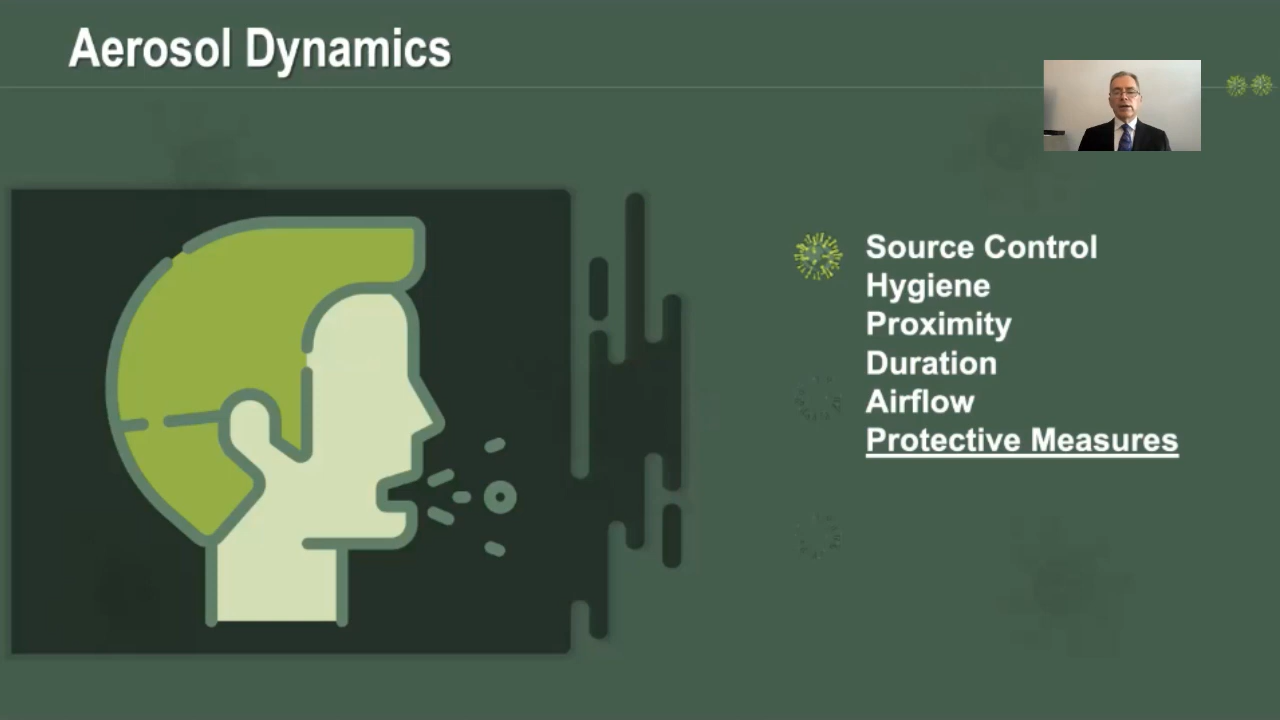 Aerosol Dynamics
Source Control
Hygiene
Proximity
Duration
Airflow
Protective Measures